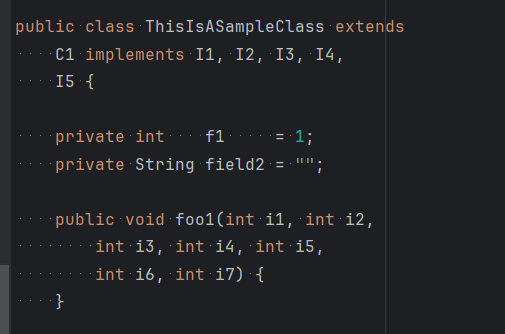 public class ThisIsASampleClass extends
    C1 implements I1, I2, I3, I4,
    I5 {

    private int    f1     = 1;
    private String field2 = "";

    public void foo1(int i1, int i2,
        int i3, int i4, int i5,
        int i6, int i7) {
    }